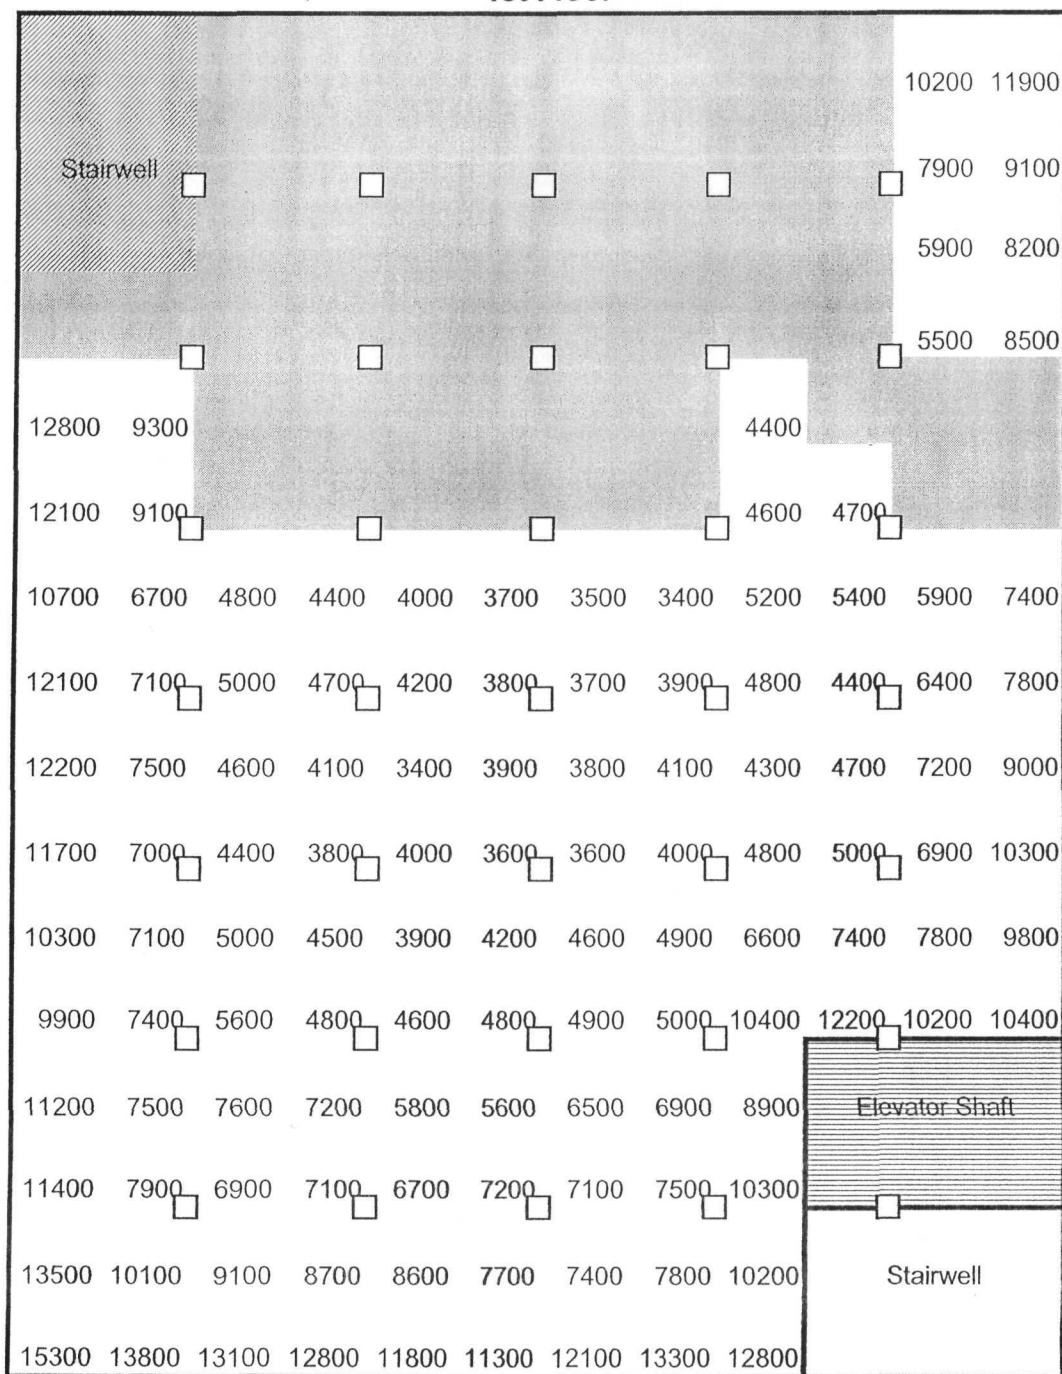 10200 11900
Stairwell 7900 9100
5900 8200
5500 8500
12800 9300 4400
12100 9100 4600 4700
10700 6700 4800 4400 4000 3700 3500 3400 5200 5400 5900 7400
12100 7100 5000 4700 4200 3800 3700 3900 4800 4400 6400 7800
12200 7500 4600 4100 3400 3900 3800 4100 4300 4700 7200 9000
11700 7000 4400 3800 4000 3600 3600 4000 4800 5000 6900 10300
10300 7100 5000 4500 3900 4200 4600 4900 6600 7400 7800 9800
9900 7400 5600 4800 4600 4800 4900 5000 10400 12200 10200 10400
11200 7500 7600 7200 5800 5600 6500 6900 8900 Elevator Shaft
11400 7900 6900 7100 6700 7200 7100 7500 10300
13500 10100 9100 8700 8600 7700 7400 7800 10200 Stairwell
15300 13800 13100 12800 11800 11300 12100 13300 12800